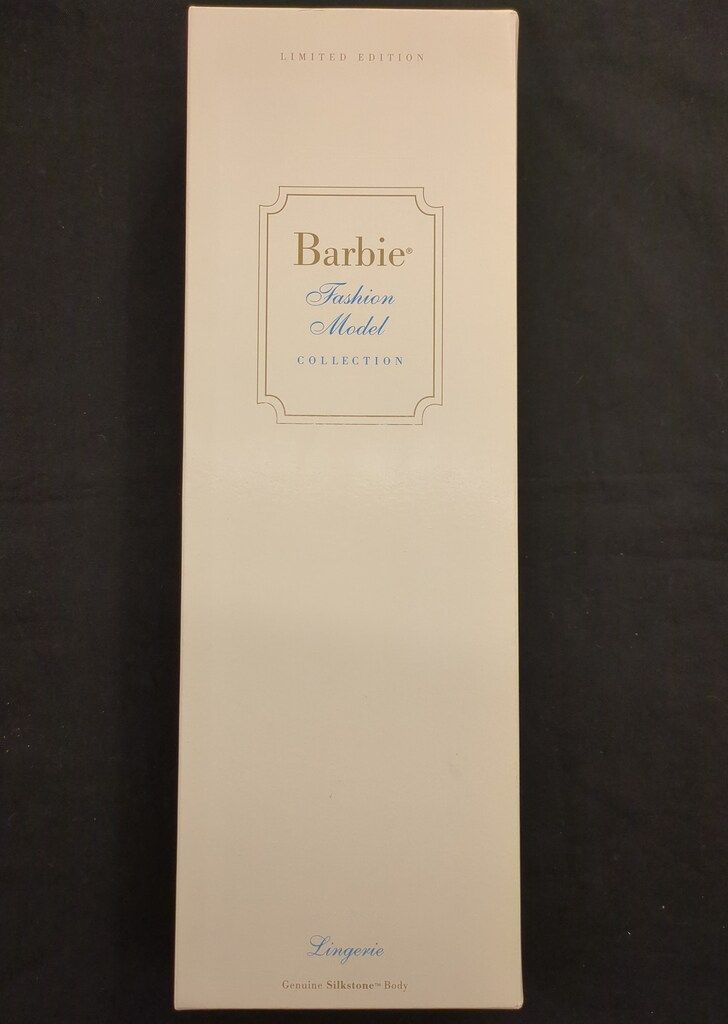 LIMITED EDITION
Barbie®
Fashion
Model
COLLECTION
Lingerie
Genuine Silkstone™ Body